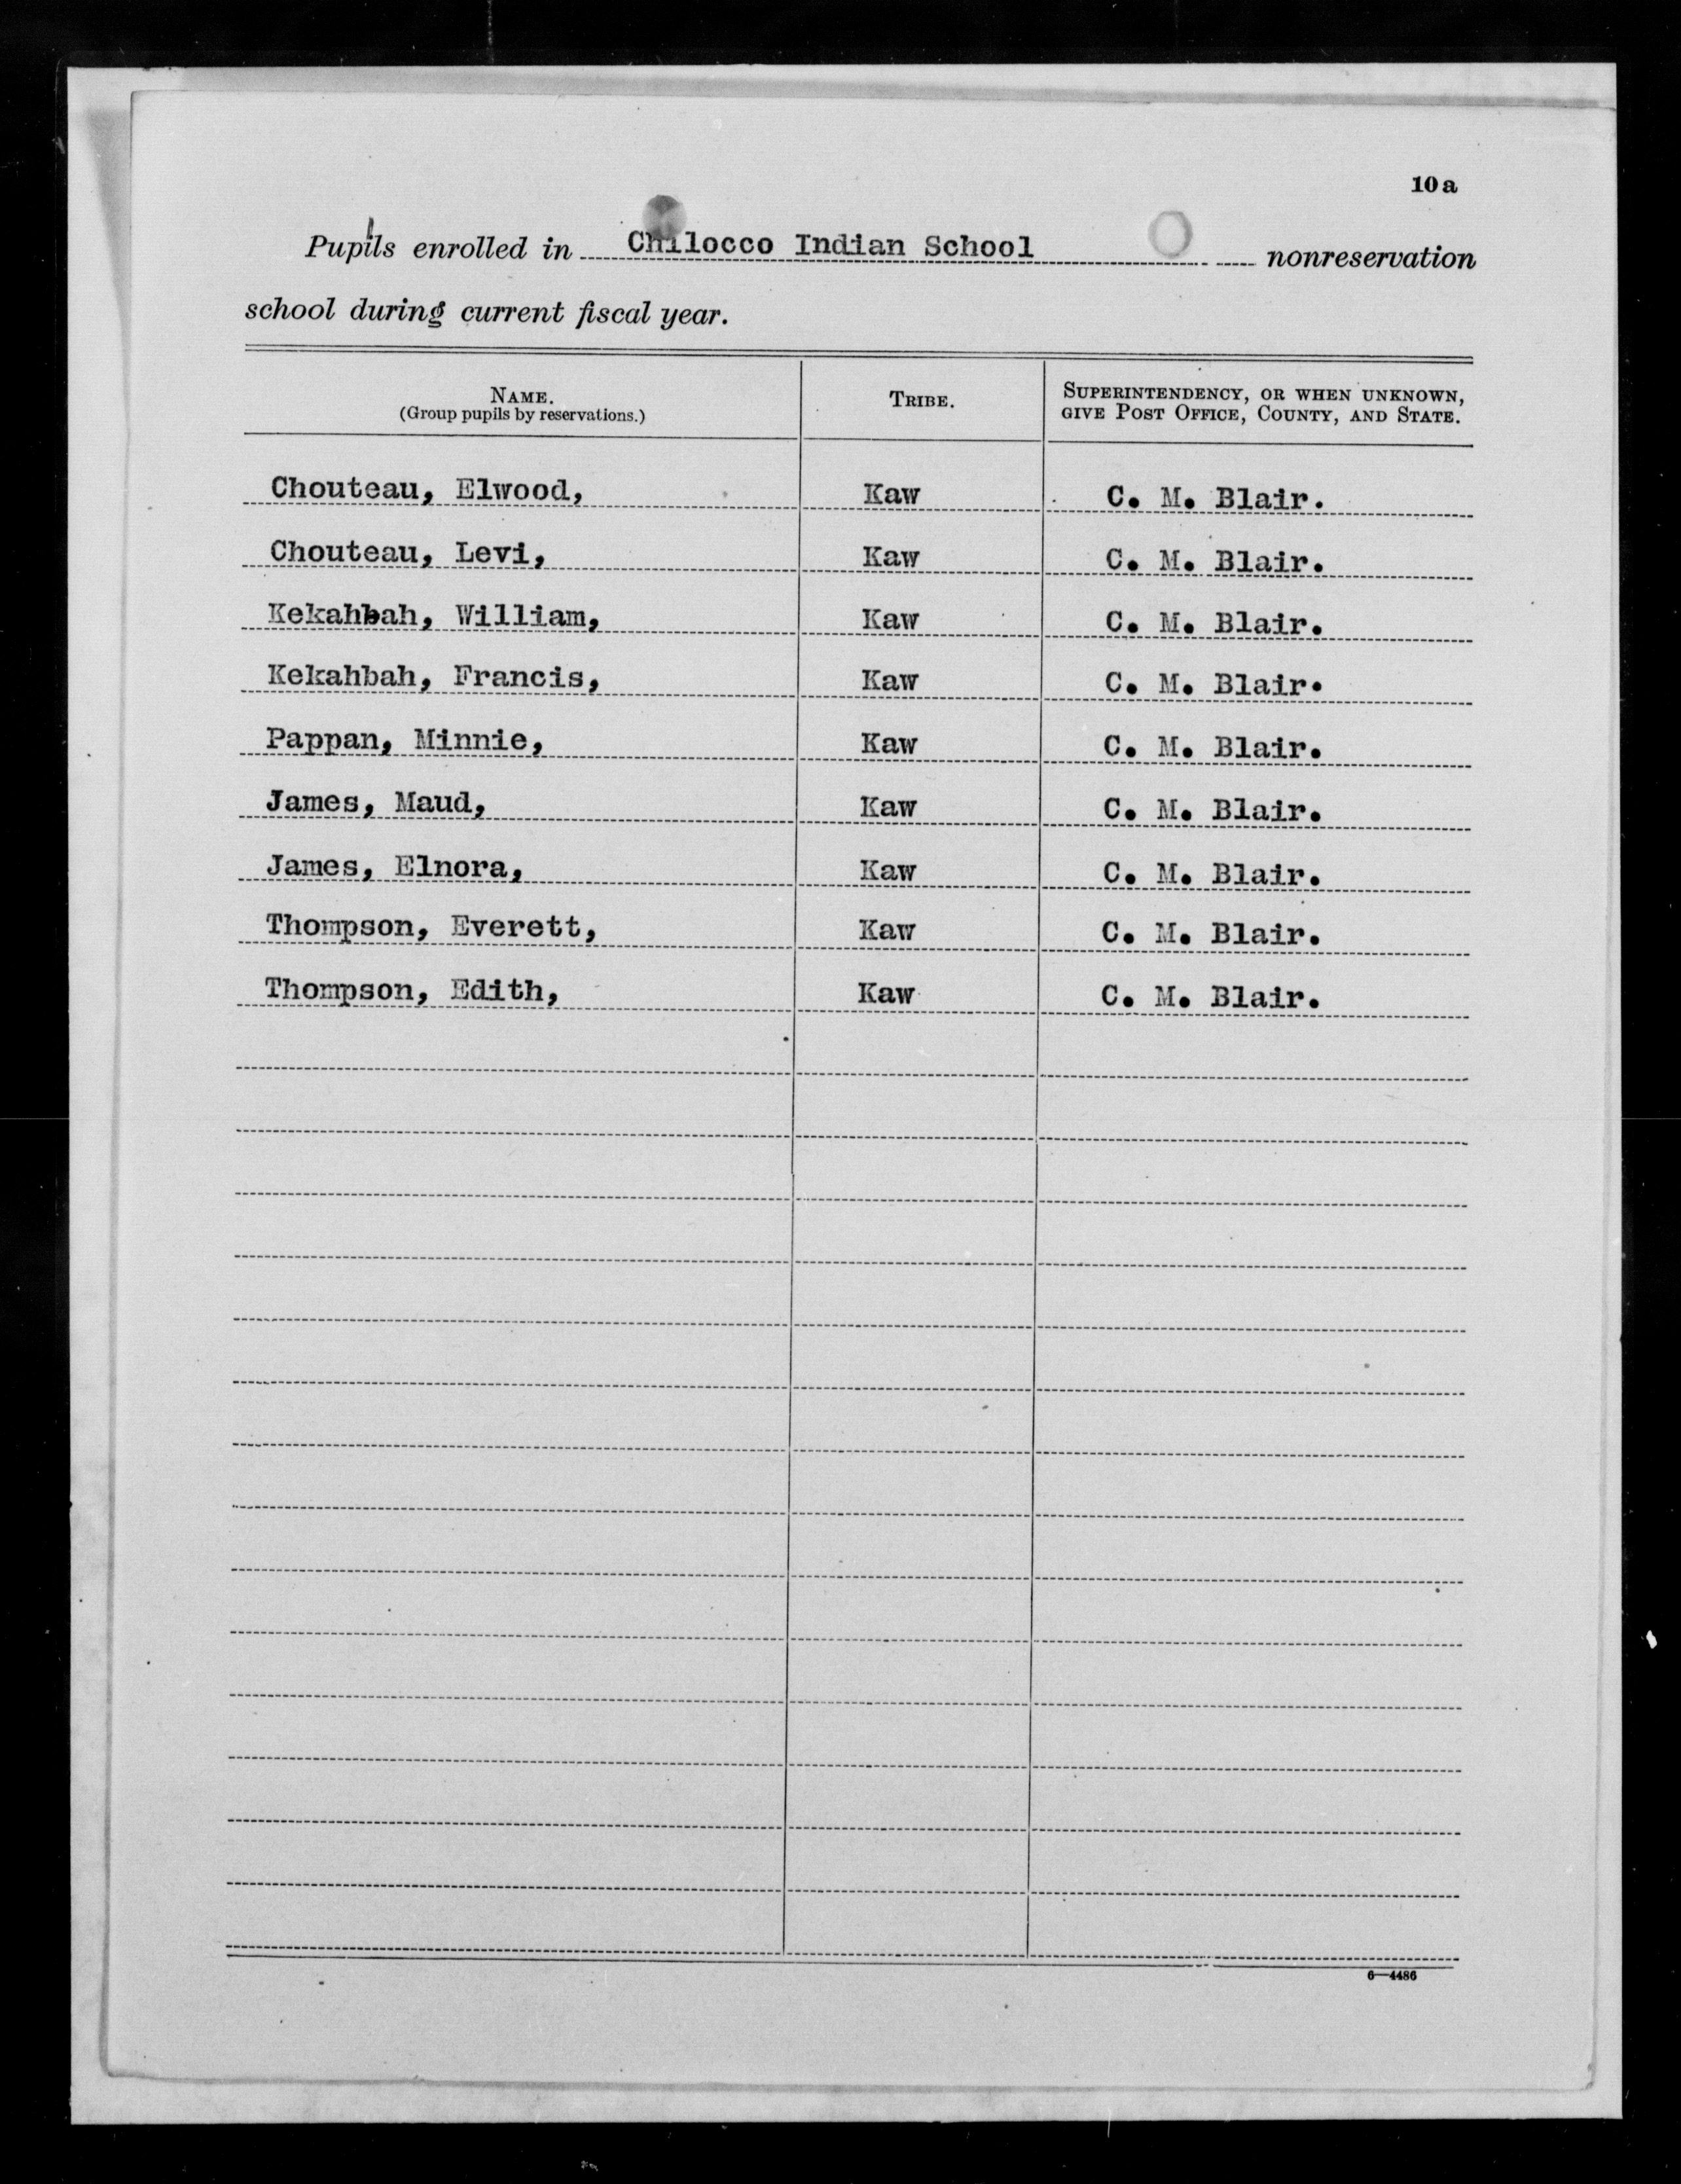 10a
Pupils enrolled in Chilocco Indian School nonreservation
school during current fiscal year.
NAME. TRIBE. SUPERINTENDENCY, OR WHEN UNKNOWN,
(Group pupils by reservations.) GIVE POST OFFICE, COUNTY, AND STATE.
Chouteau, Elwood, Kaw C. M. Blair.
Chouteau, Levi, Kaw C. M. Blair.
Kekahbah, William, Kaw C. M. Blair.
Kekahbah, Francis, Kaw C. M. Blair.
Pappan, Minnie, Kaw C. M. Blair.
James, Maud, Kaw C. M. Blair.
James, Elnora, Kaw C. M. Blair.
Thompson, Everett, Kaw C. M. Blair.
Thompson, Edith, Kaw C. M. Blair.
6—4486